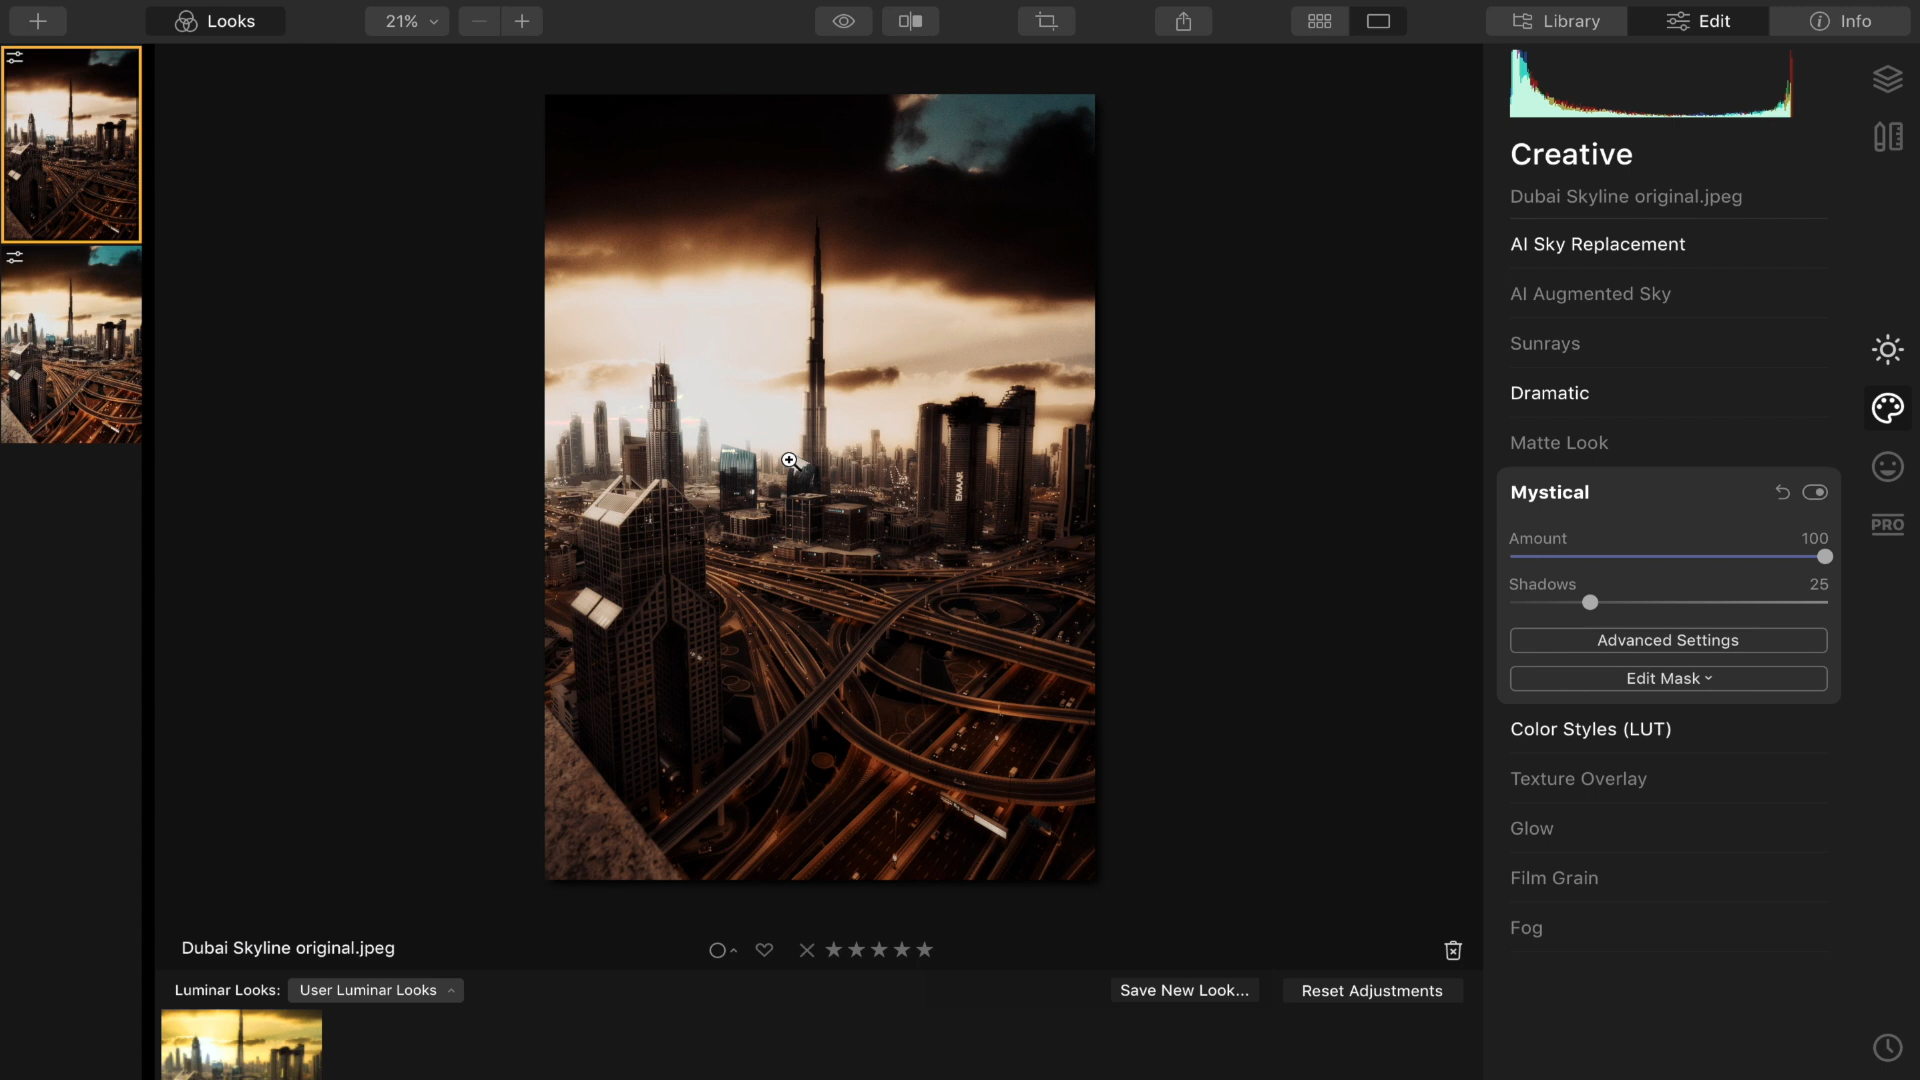 Looks
21%
Library
Edit
Info
Creative
Dubai Skyline original.jpeg
AI Sky Replacement
AI Augmented Sky
Sunrays
Dramatic
Matte Look
Mystical
Amount
100
Shadows
25
Advanced Settings
Edit Mask
Color Styles (LUT)
Texture Overlay
Glow
Film Grain
Fog
PRO
EMAAR
Dubai Skyline original.jpeg
Luminar Looks:
User Luminar Looks
Save New Look...
Reset Adjustments